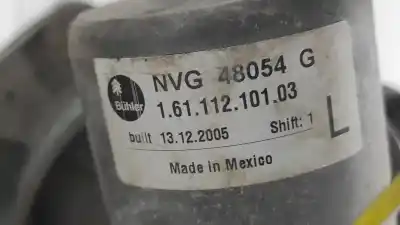 NVG 48054 G
Bühler
1.61.112.101.03
built 13.12.2005 Shift: 1
L
Made in Mexico